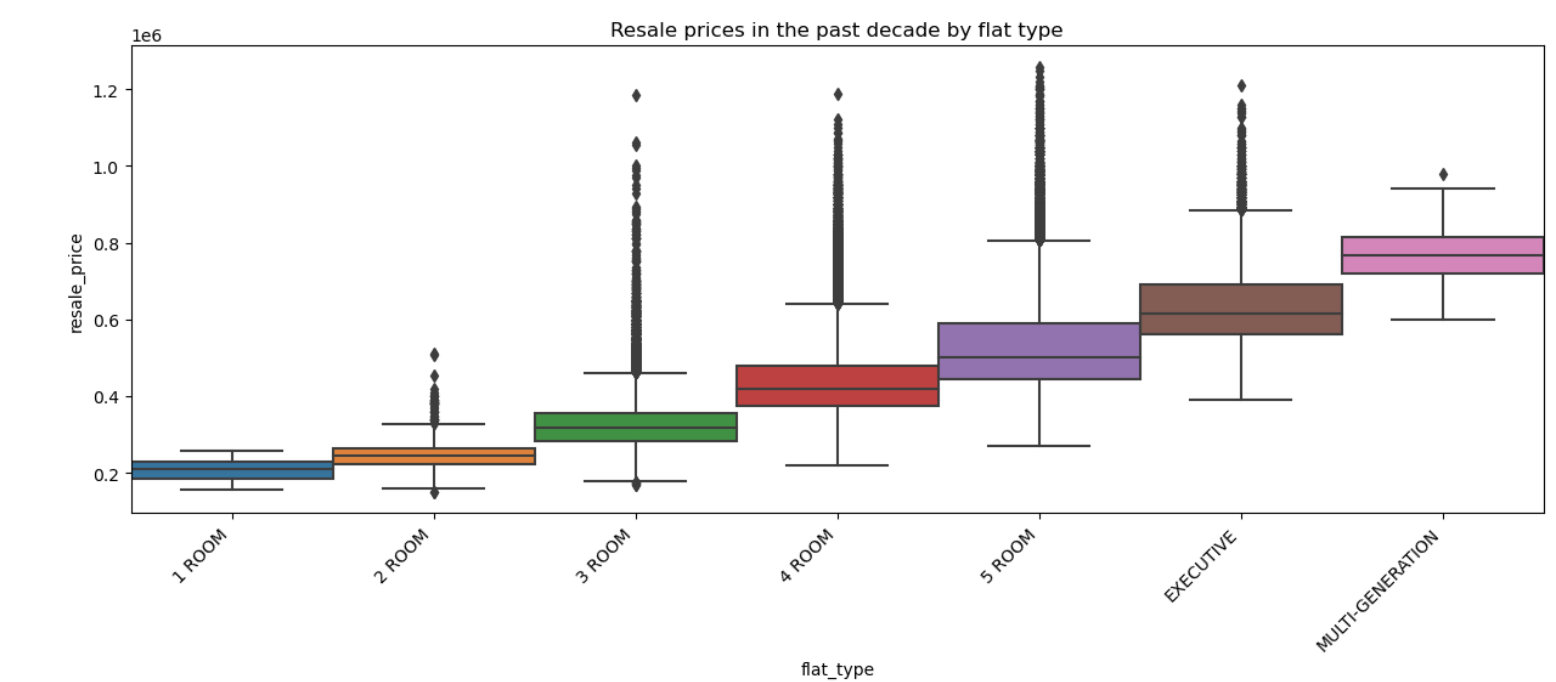 Resale prices in the past decade by flat type
1e6
1.2
1.0
0.8
0.6
0.4
0.2
resale_price
1 ROOM
2 ROOM
3 ROOM
4 ROOM
5 ROOM
EXECUTIVE
MULTI-GENERATION
flat_type